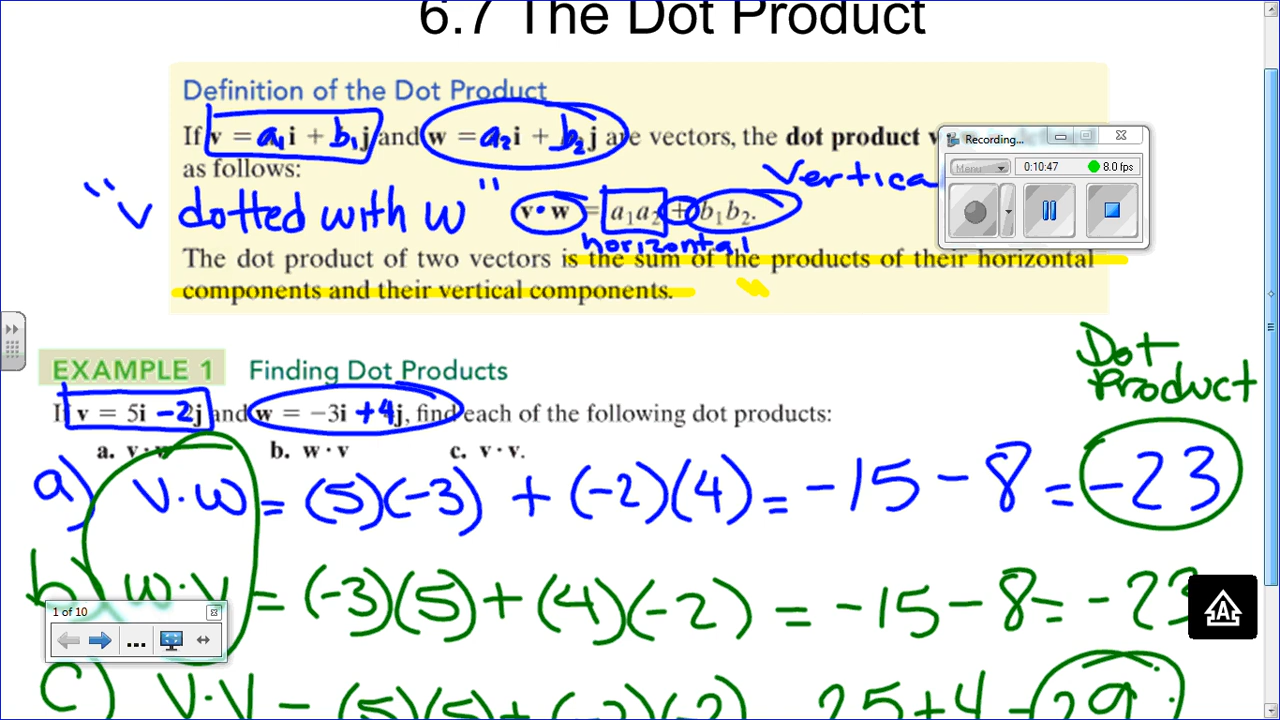 6.7 The Dot Product
Definition of the Dot Product
If v = a₁i + b₁j and w = a₂i + b₂j are vectors, the dot product v
as follows:
Vertica
"v dotted with w" v · w = a₁a₂ + b₁b₂.
horizontal
The dot product of two vectors is the sum of the products of their horizontal
components and their vertical components.
Recording...
Menu
0:10:47
8.0 fps
Dot
Product
EXAMPLE 1 Finding Dot Products
If v = 5i - 2j and w = −3i + 4j, find each of the following dot products:
a. v · w b. w · v c. v · v.
a) v · w = (5)(-3) + (-2)(4) = -15 - 8 = -23
b) w · v = (-3)(5) + (4)(-2) = -15 - 8 = -23
1 of 10
...
A
c) v · v = (5)(5) + (-2)(-2) 25 + 4 = 29